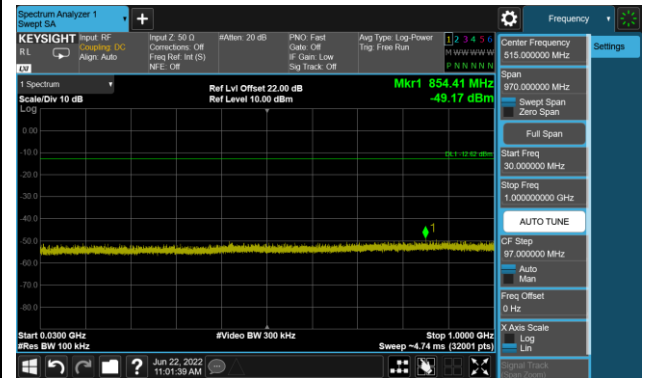 Spectrum Analyzer 1
Swept SA
Frequency
KEYSIGHT
RL
Input: RF
Coupling: DC
Align: Auto
Input Z: 50 Ω
Corrections: Off
Freq Ref: Int (S)
NFE: Off
#Atten: 20 dB
PNO: Fast
Gate: Off
IF Gain: Low
Sig Track: Off
Avg Type: Log-Power
Trig: Free Run
1 2 3 4 5 6
M W W W W W
P N N N N N
Center Frequency
515.000000 MHz
Settings
1 Spectrum
Scale/Div 10 dB
Ref Lvl Offset 22.00 dB
Ref Level 10.00 dBm
Mkr1 854.41 MHz
-49.17 dBm
Log
0.00
-10.0
-20.0
-30.0
-40.0
-50.0
-60.0
-70.0
-80.0
DL1 -12.62 dBm
1
Start 0.0300 GHz
#Res BW 100 kHz
#Video BW 300 kHz
Stop 1.0000 GHz
Sweep ~4.74 ms (32001 pts)
Span
970.000000 MHz
Swept Span
Zero Span
Full Span
Start Freq
30.000000 MHz
Stop Freq
1.000000000 GHz
AUTO TUNE
CF Step
97.000000 MHz
Auto
Man
Freq Offset
0 Hz
X Axis Scale
Log
Lin
Signal Track
(Span Zoom)
Jun 22, 2022
11:01:39 AM